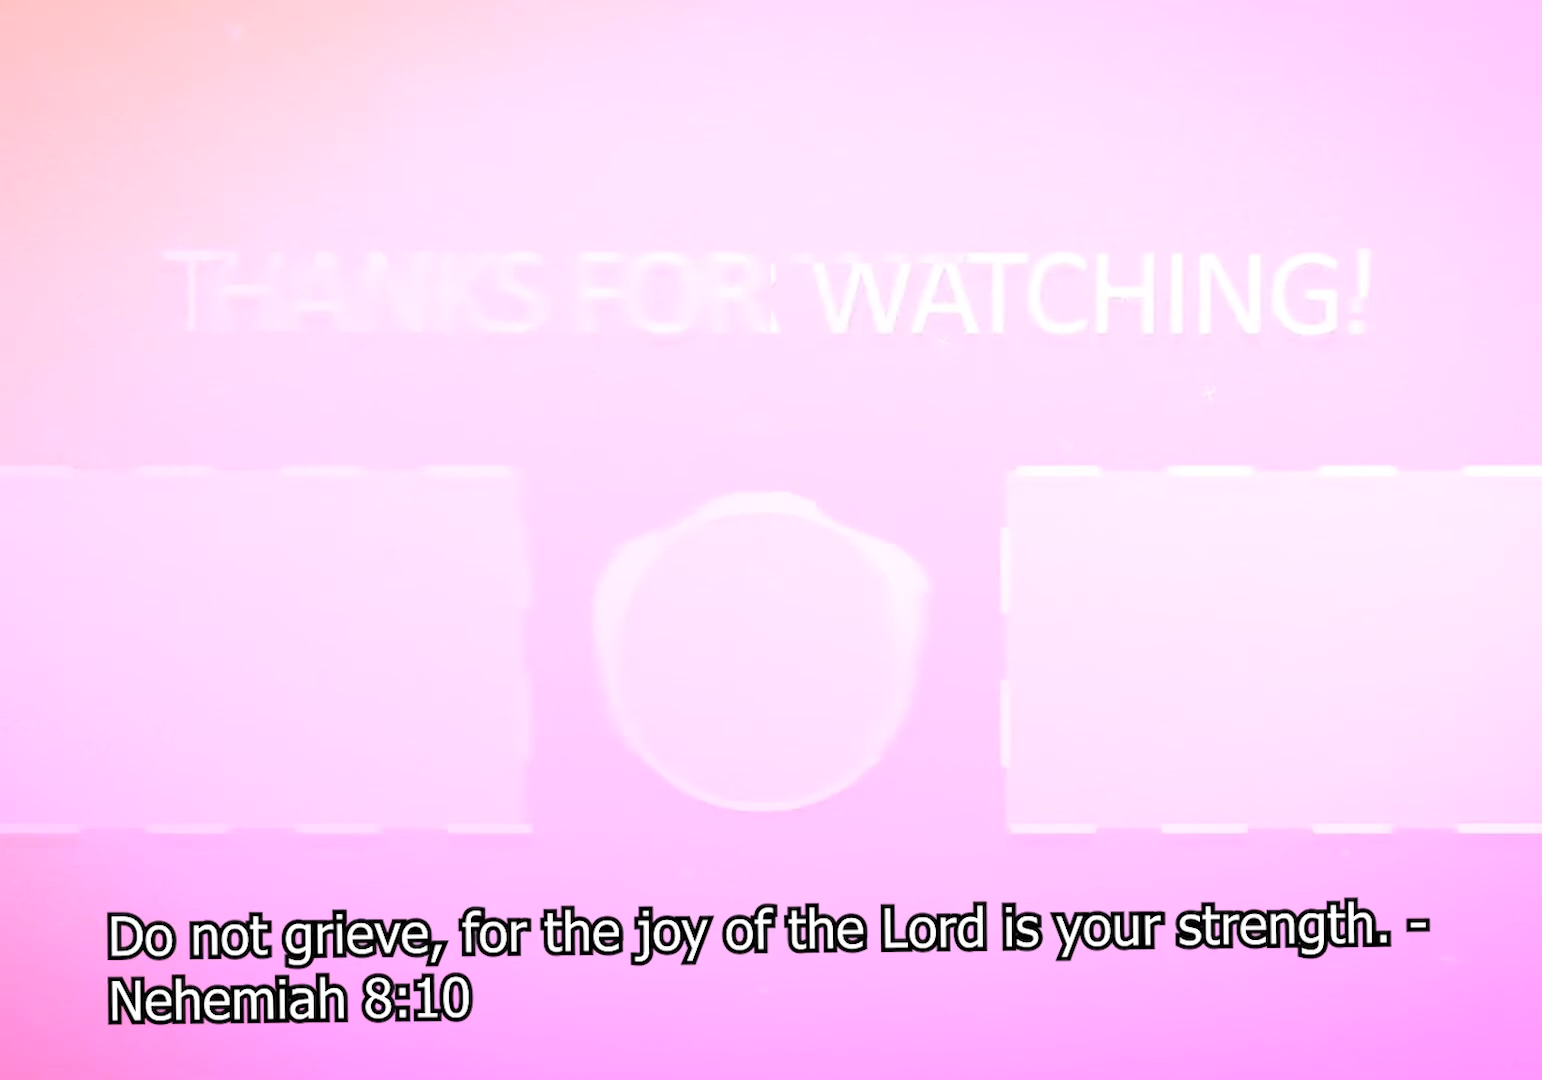 THANKS FOR WATCHING!
Do not grieve, for the joy of the Lord is your strength. -
Nehemiah 8:10